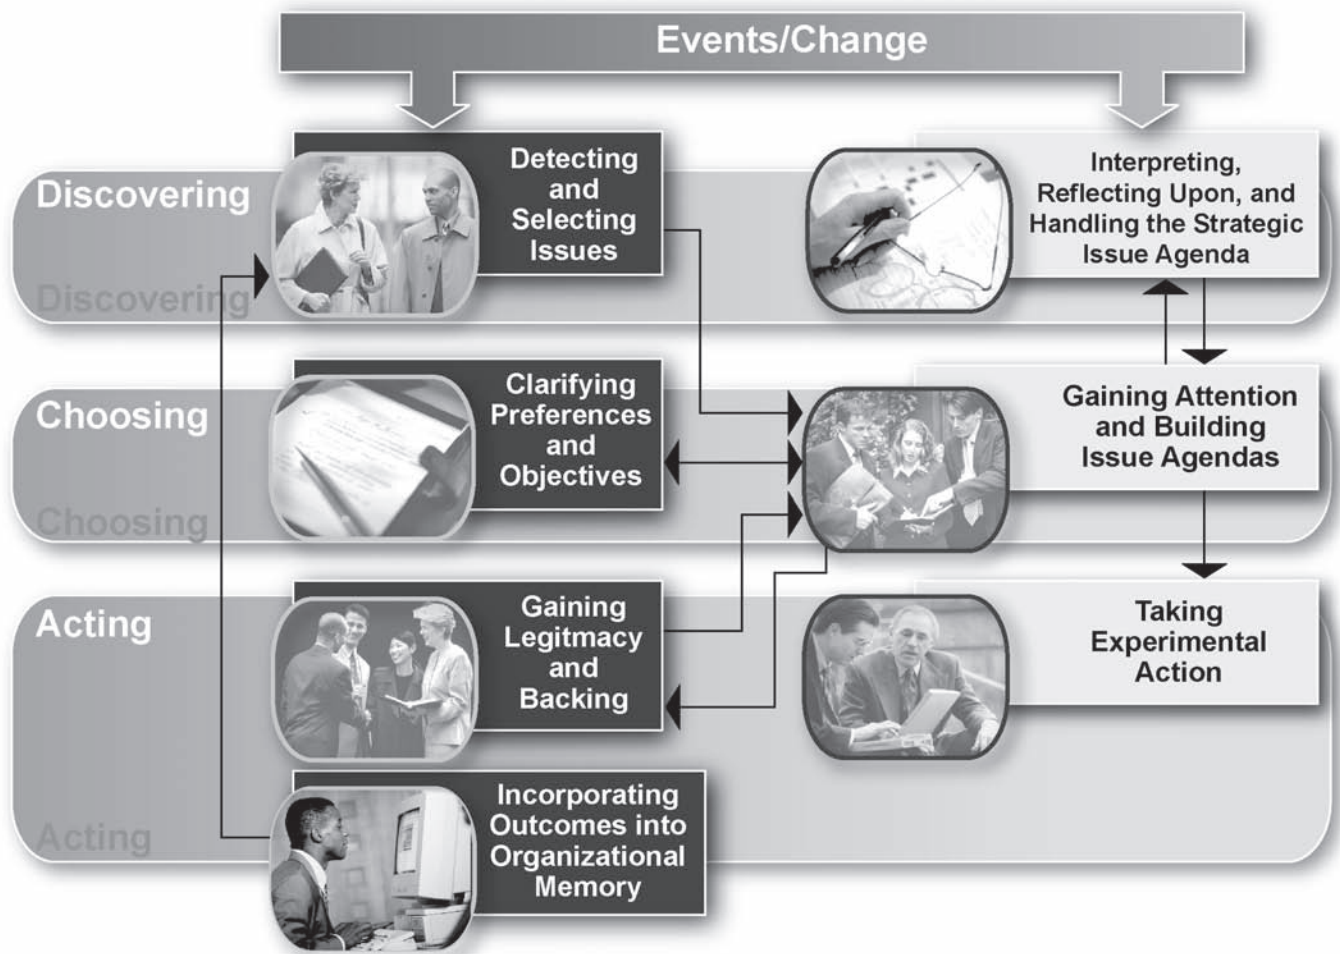 Events/Change
Discovering
Discovering
Detecting
and
Selecting
Issues
Interpreting,
Reflecting Upon, and
Handling the Strategic
Issue Agenda
Choosing
Choosing
Clarifying
Preferences
and
Objectives
Gaining Attention
and Building
Issue Agendas
Acting
Acting
Gaining
Legitmacy
and
Backing
Taking
Experimental
Action
Incorporating
Outcomes into
Organizational
Memory